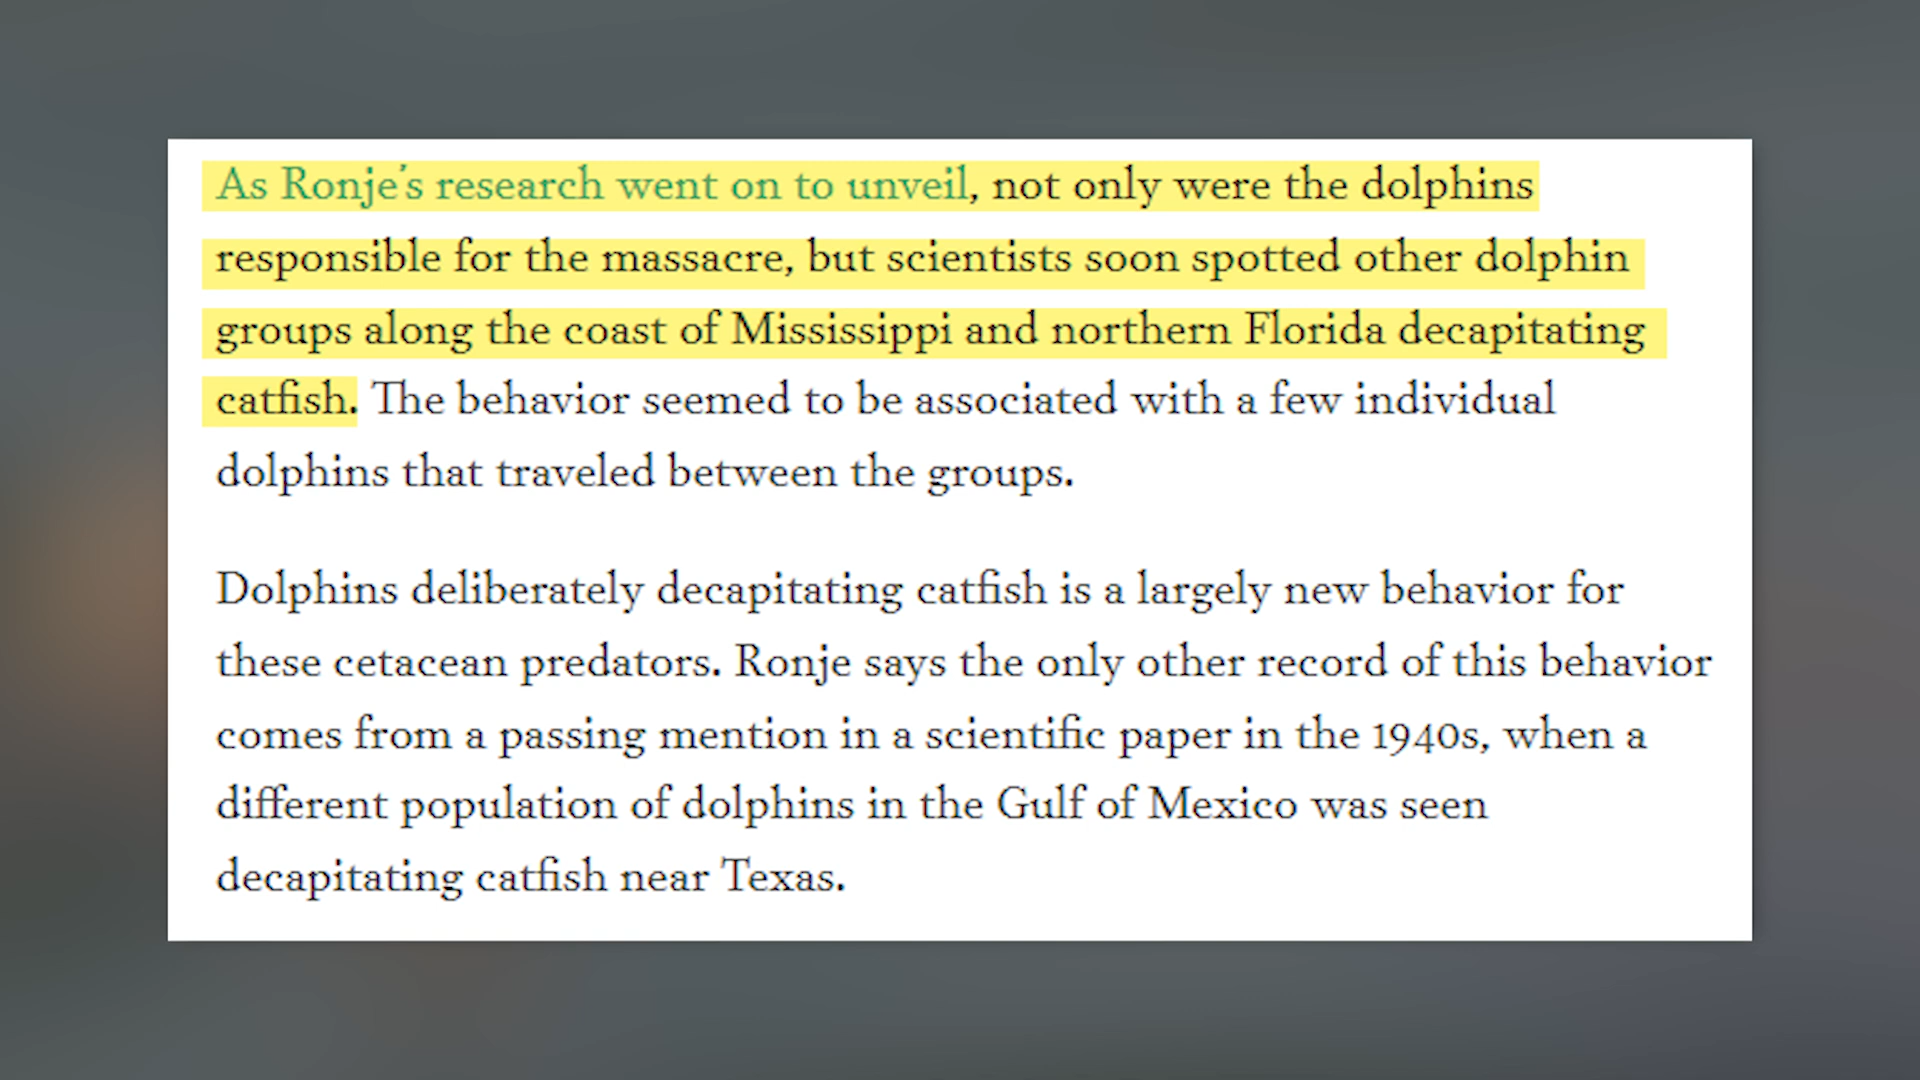 As Ronje’s research went on to unveil, not only were the dolphins
responsible for the massacre, but scientists soon spotted other dolphin
groups along the coast of Mississippi and northern Florida decapitating
catfish. The behavior seemed to be associated with a few individual
dolphins that traveled between the groups.
Dolphins deliberately decapitating catfish is a largely new behavior for
these cetacean predators. Ronje says the only other record of this behavior
comes from a passing mention in a scientific paper in the 1940s, when a
different population of dolphins in the Gulf of Mexico was seen
decapitating catfish near Texas.